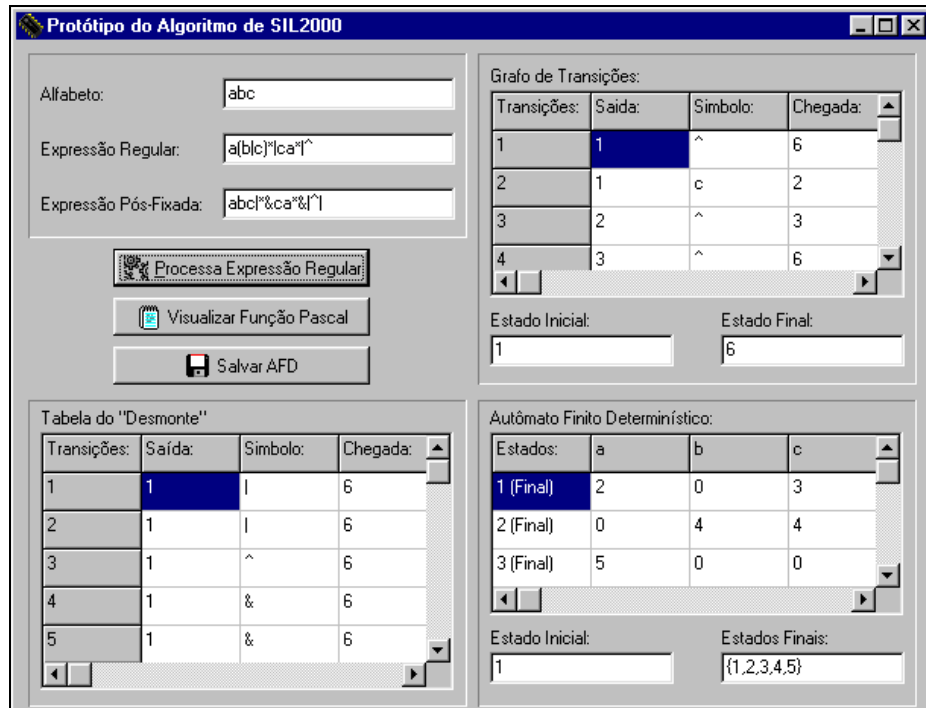 Protótipo do Algoritmo de SIL2000
Alfabeto: abc
Expressão Regular: a(b|c)*|ca*|^
Expressão Pós-Fixada: abc|*&ca*&|^|
Processa Expressão Regular
Visualizar Função Pascal
Salvar AFD
Grafo de Transições:
Transições: Saida: Simbolo: Chegada:
1 1 ^ 6
2 1 c 2
3 2 ^ 3
4 3 ^ 6
Estado Inicial: Estado Final:
1 6
Tabela do "Desmonte"
Transições: Saída: Simbolo: Chegada:
1 1 | 6
2 1 | 6
3 1 ^ 6
4 1 & 6
5 1 & 6
Autômato Finito Determinístico:
Estados: a b c
1 (Final) 2 0 3
2 (Final) 0 4 4
3 (Final) 5 0 0
Estado Inicial: Estados Finais:
1 {1,2,3,4,5}